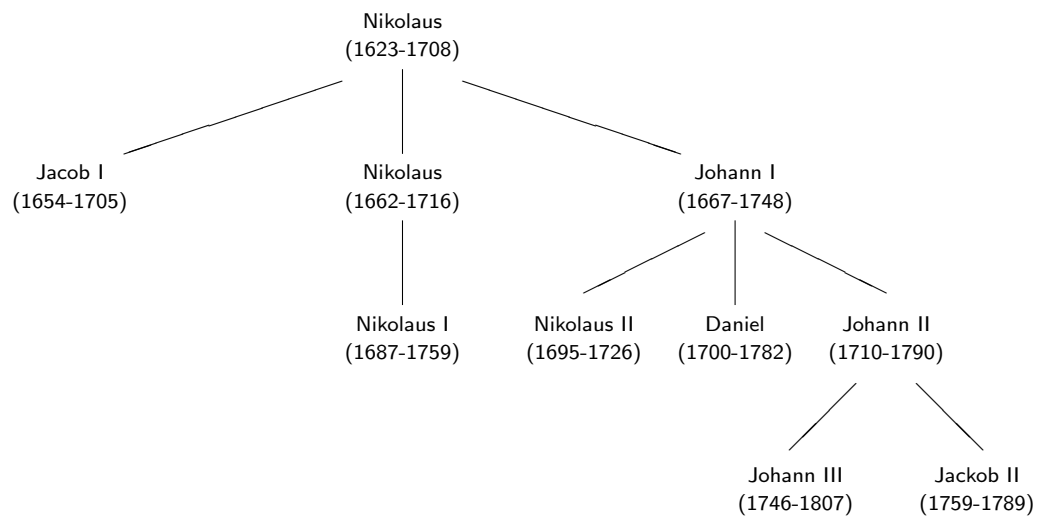 Nikolaus
(1623-1708)
Jacob I
(1654-1705)
Nikolaus
(1662-1716)
Johann I
(1667-1748)
Nikolaus I
(1687-1759)
Nikolaus II
(1695-1726)
Daniel
(1700-1782)
Johann II
(1710-1790)
Johann III
(1746-1807)
Jackob II
(1759-1789)